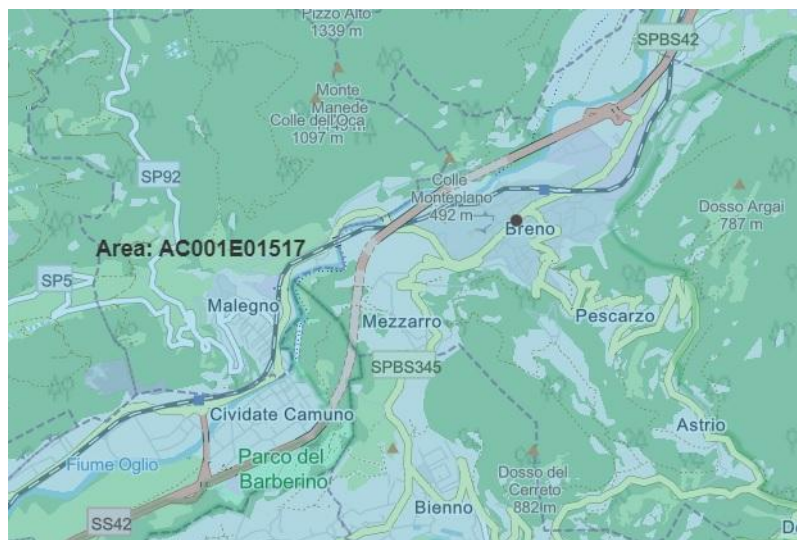 Pizzo Alto
1339 m
SPBS42
Monte
Manede
Colle dell'Oca
1097 m
SP92
Colle
Montepiano
492 m
Dosso Argai
787 m
Breno
Area: AC001E01517
SP5
Malegno
Mezzarro
Pescarzo
SPBS345
Cividate Camuno
Astrio
Fiume Oglio
Parco del
Barberino
Dosso del
Cerreto
882 m
Bienno
SS42